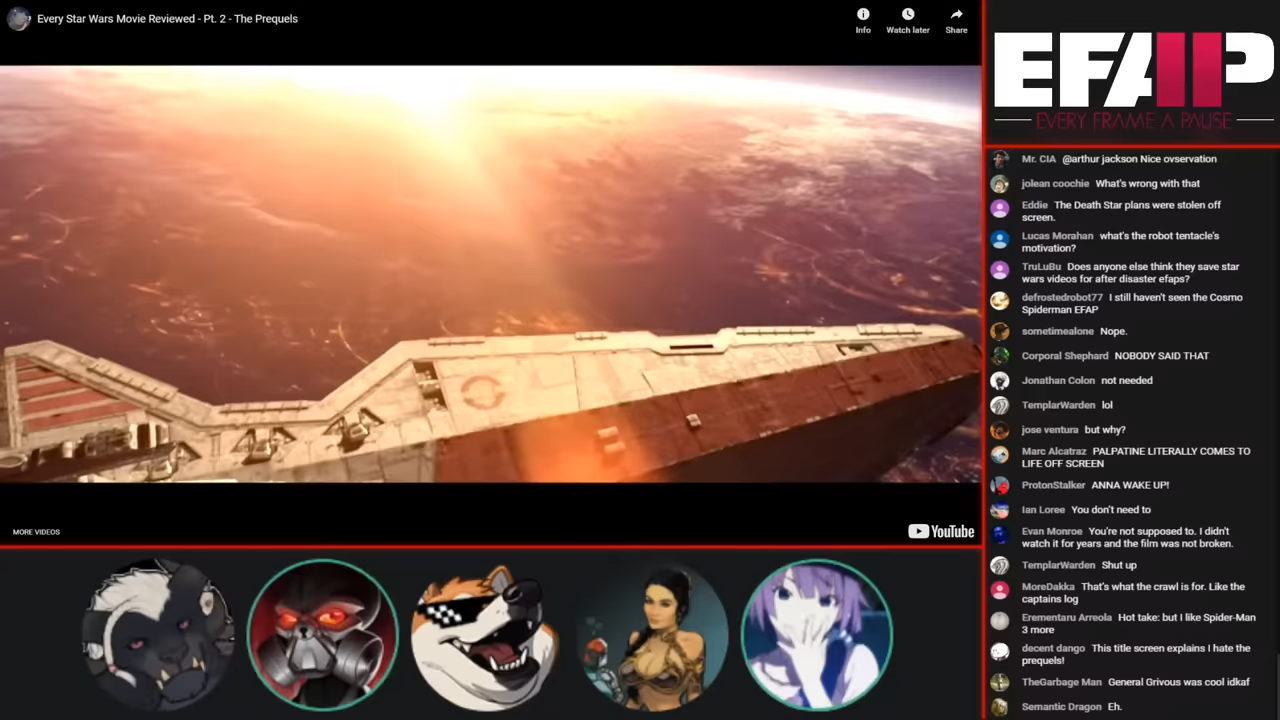 Every Star Wars Movie Reviewed - Pt. 2 - The Prequels
Info
Watch later
Share
MORE VIDEOS
YouTube
EFAP
EVERY FRAME A PAUSE
Mr. CIA @arthur jackson Nice ovservation
jolean coochie What's wrong with that
Eddie The Death Star plans were stolen off
screen.
Lucas Morahan what's the robot tentacle's
motivation?
TruLuBu Does anyone else think they save star
wars videos for after disaster efaps?
defrostedrobot77 I still haven't seen the Cosmo
Spiderman EFAP
sometimealone Nope.
Corporal Shephard NOBODY SAID THAT
Jonathan Colon not needed
TemplarWarden lol
jose ventura but why?
Marc Alcatraz PALPATINE LITERALLY COMES TO
LIFE OFF SCREEN
ProtonStalker ANNA WAKE UP!
Ian Loree You don't need to
Evan Monroe You're not supposed to. I didn't
watch it for years and the film was not broken.
TemplarWarden Shut up
MoreDakka That's what the crawl is for. Like the
captains log
Erementaru Arreola Hot take: but I like Spider-Man
3 more
decent dango This title screen explains I hate the
prequels!
TheGarbage Man General Grivous was cool idkaf
Semantic Dragon Eh.